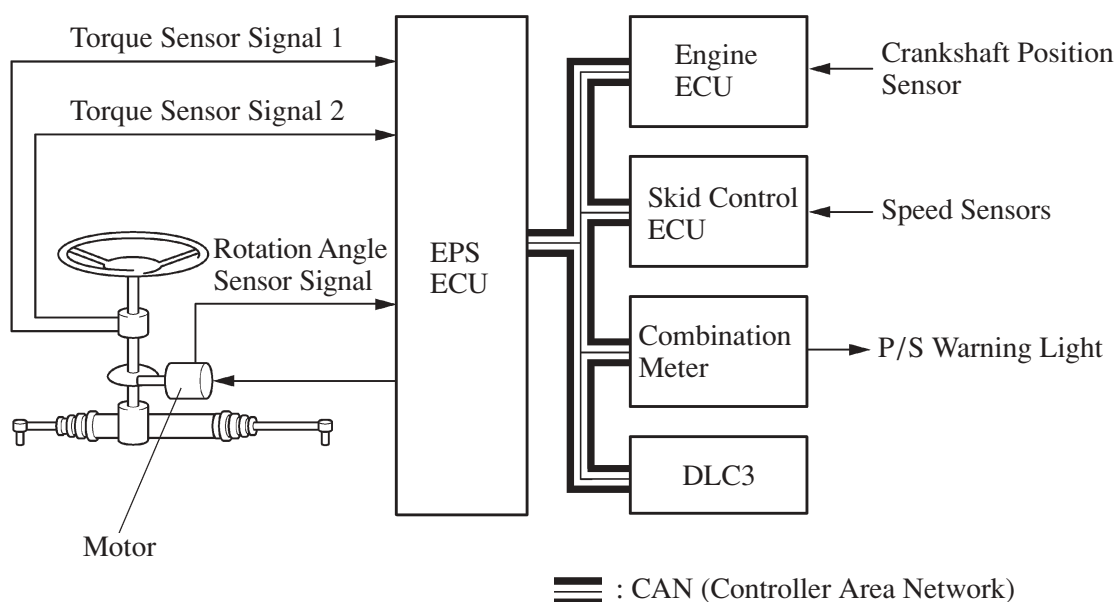 Torque Sensor Signal 1
Torque Sensor Signal 2
Rotation Angle
Sensor Signal
Motor
EPS
ECU
Engine
ECU
Crankshaft Position
Sensor
Skid Control
ECU
Speed Sensors
Combination
Meter
P/S Warning Light
DLC3
: CAN (Controller Area Network)